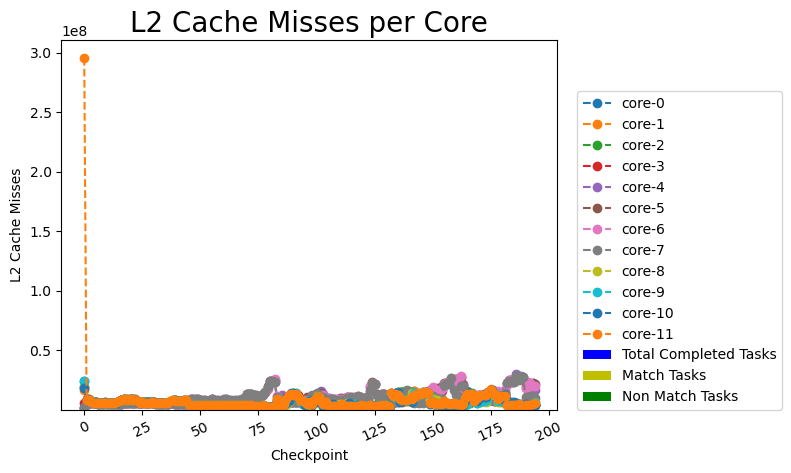 L2 Cache Misses per Core
1e8
3.0
2.5
2.0
1.5
1.0
0.5
L2 Cache Misses
0
25
50
75
100
125
150
175
200
Checkpoint
core-0
core-1
core-2
core-3
core-4
core-5
core-6
core-7
core-8
core-9
core-10
core-11
Total Completed Tasks
Match Tasks
Non Match Tasks